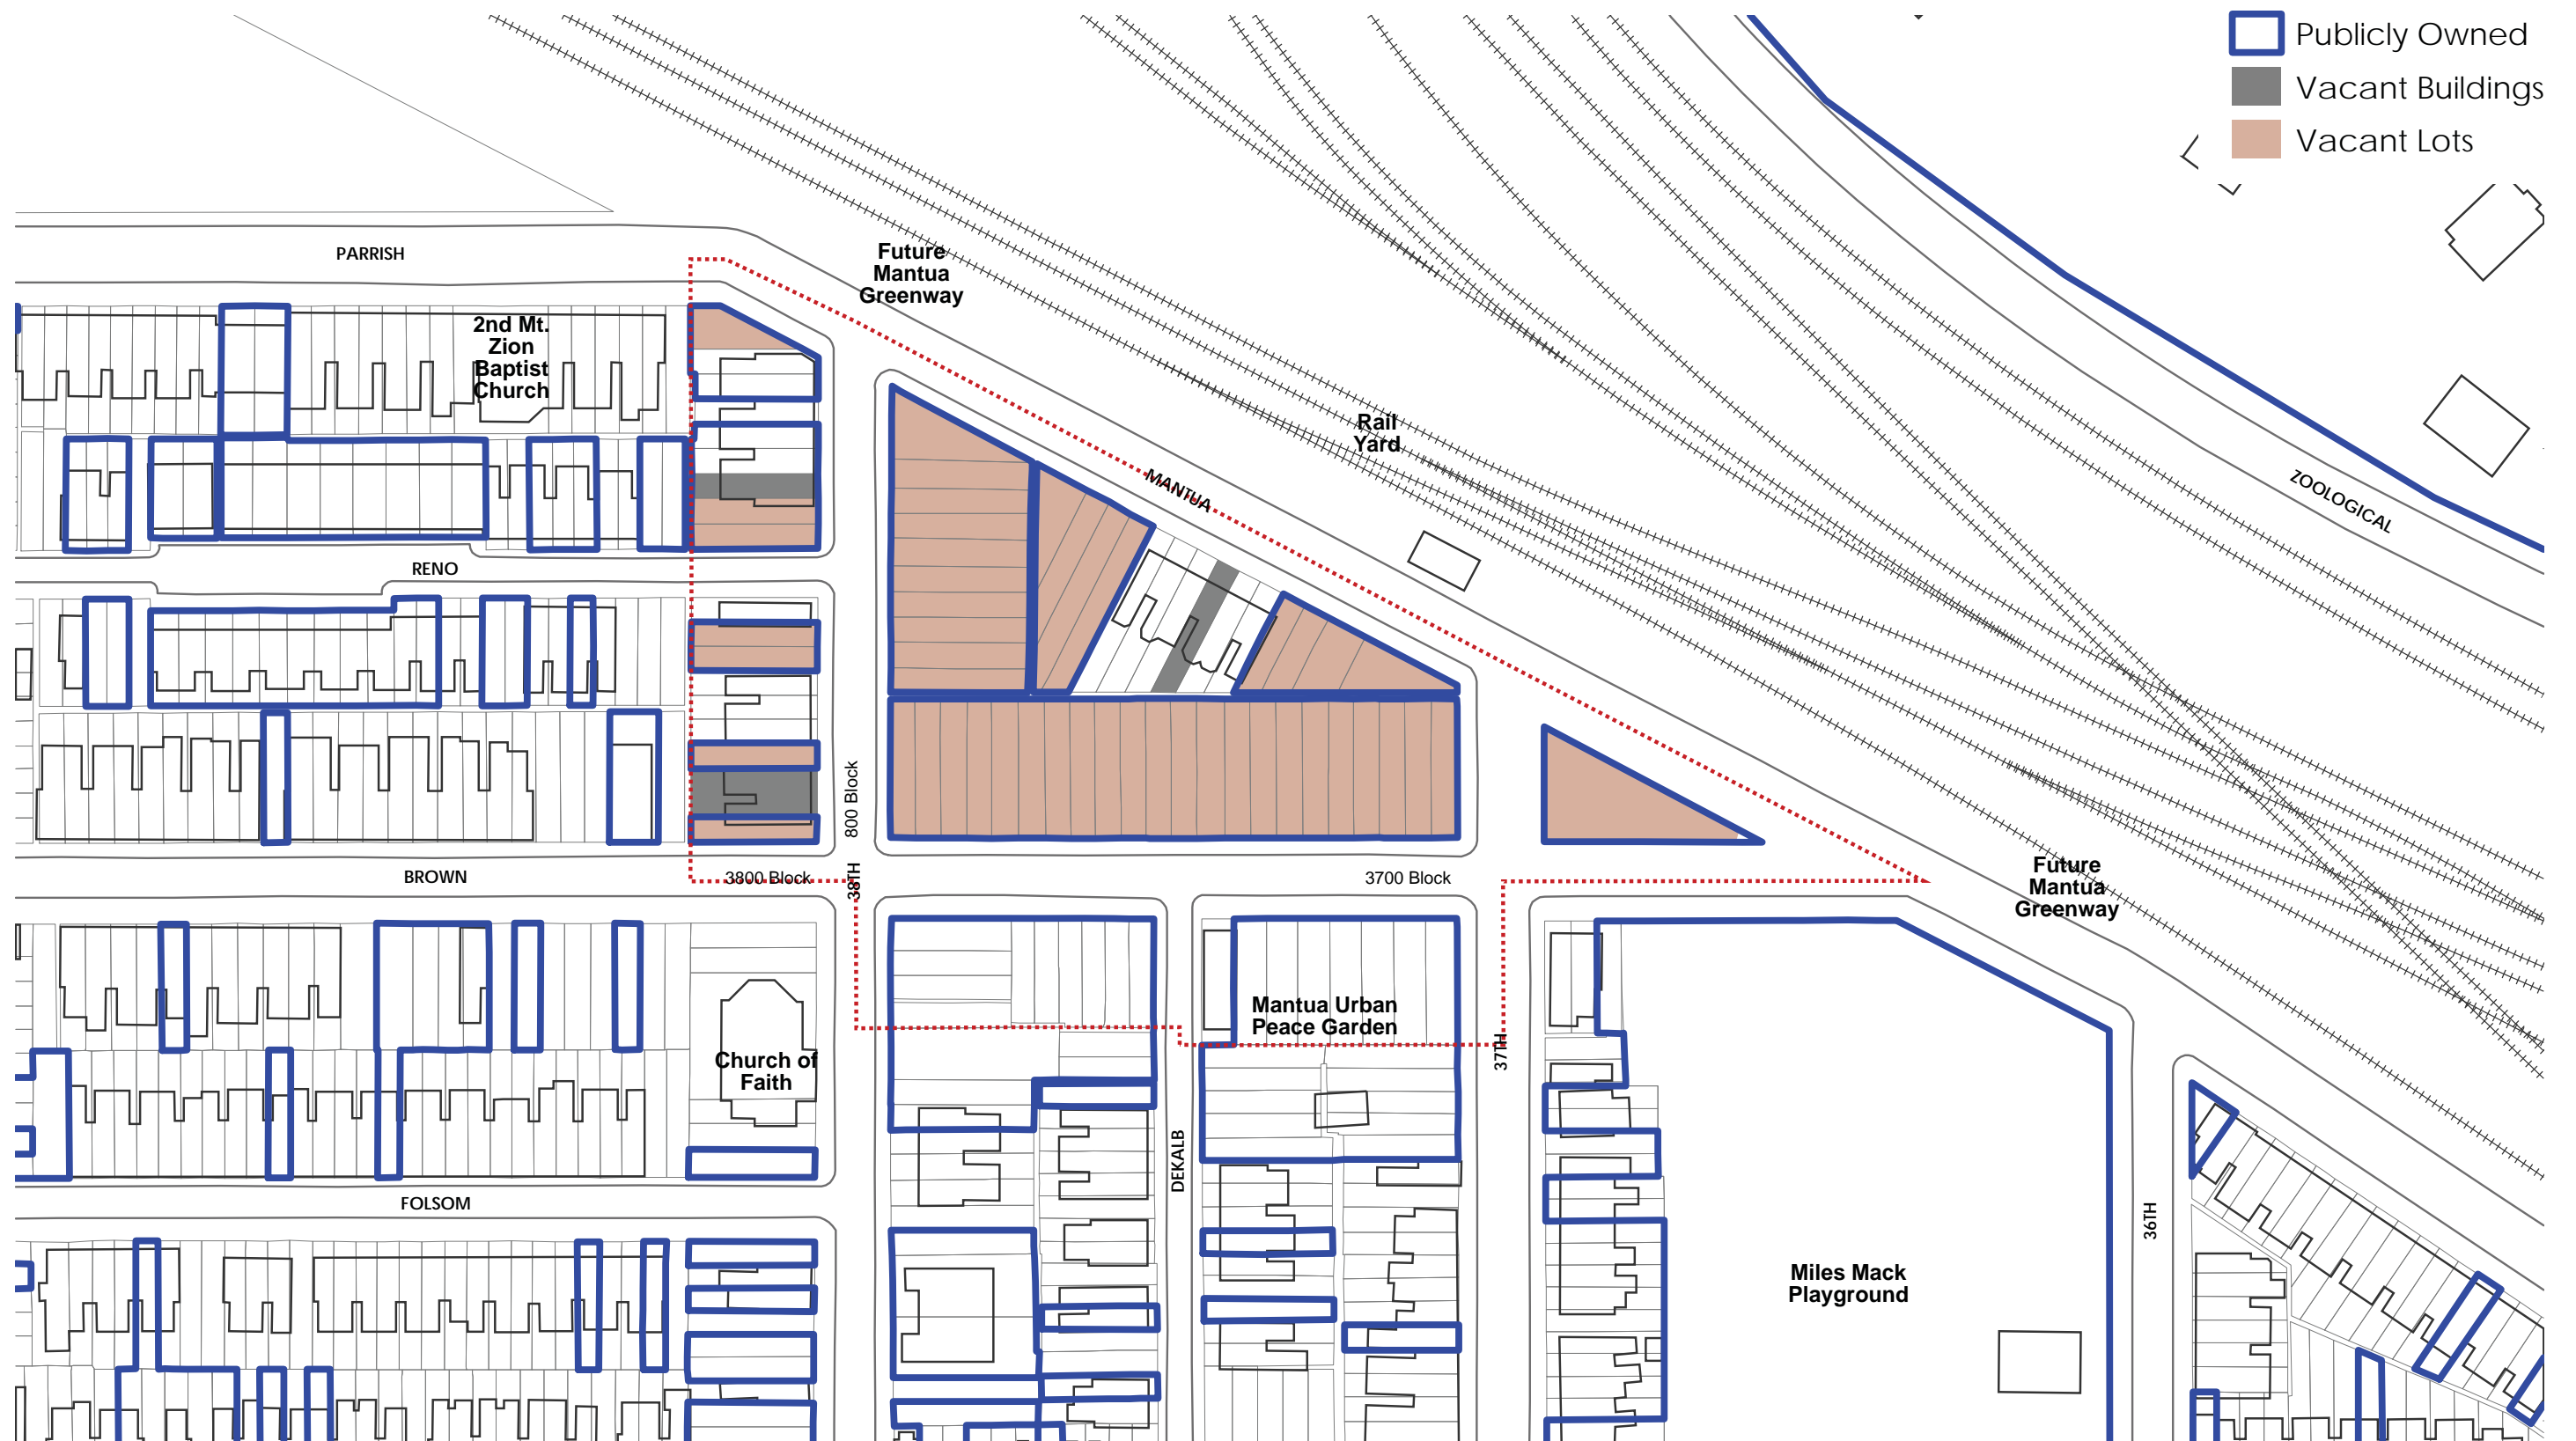 Publicly Owned
Vacant Buildings
Vacant Lots
PARRISH
Future
Mantua
Greenway
2nd Mt.
Zion
Baptist
Church
Rail
Yard
MANTUA
ZOOLOGICAL
RENO
800 Block
BROWN
3800 Block
38TH
3700 Block
Future
Mantua
Greenway
Mantua Urban
Peace Garden
37TH
Church of
Faith
DEKALB
FOLSOM
36TH
Miles Mack
Playground